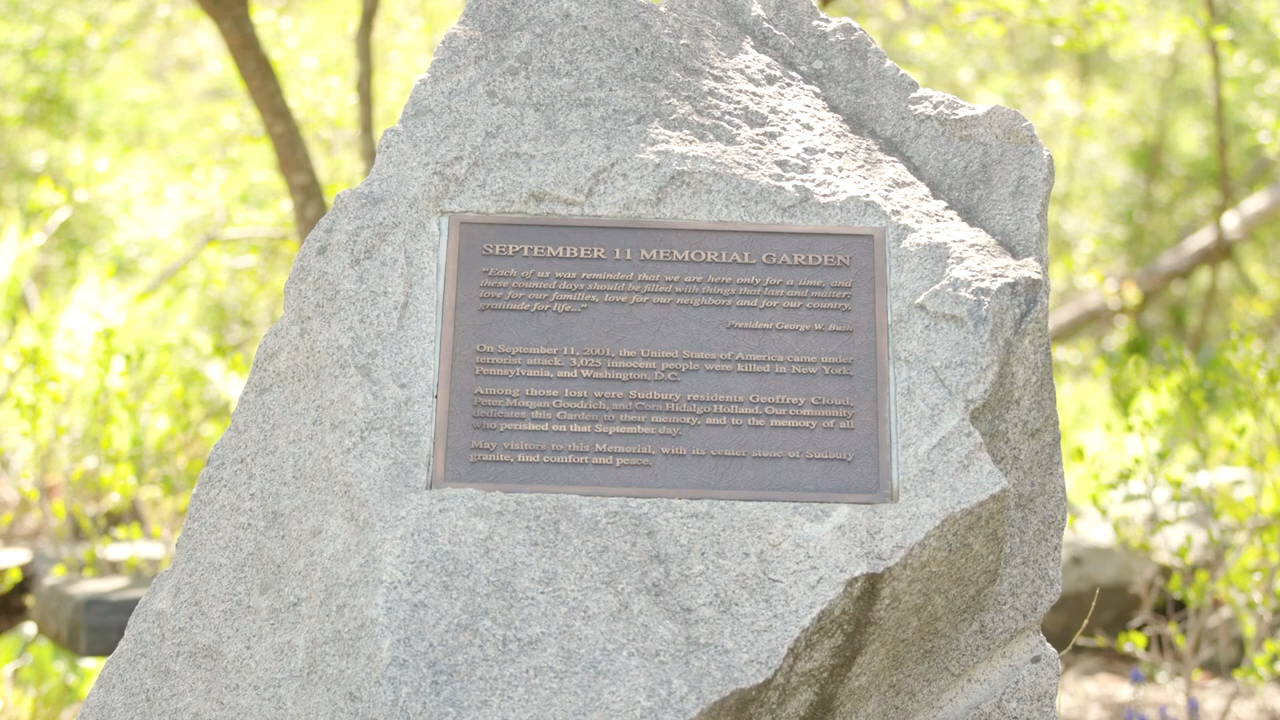 SEPTEMBER 11 MEMORIAL GARDEN
"Each of us was reminded that we are here only for a time, and
these counted days should be filled with things that last and matter:
love for our families, love for our neighbors and for our country,
gratitude for life..."
President George W. Bush
On September 11, 2001, the United States of America came under
terrorist attack. 3,025 innocent people were killed in New York,
Pennsylvania, and Washington, D.C.
Among those lost were Sudbury residents Geoffrey Cloud,
Peter Morgan Goodrich, and Cora Hidalgo Holland. Our community
dedicates this Garden to their memory, and to the memory of all
who perished on that September day.
May visitors to this Memorial, with its center stone of Sudbury
granite, find comfort and peace.